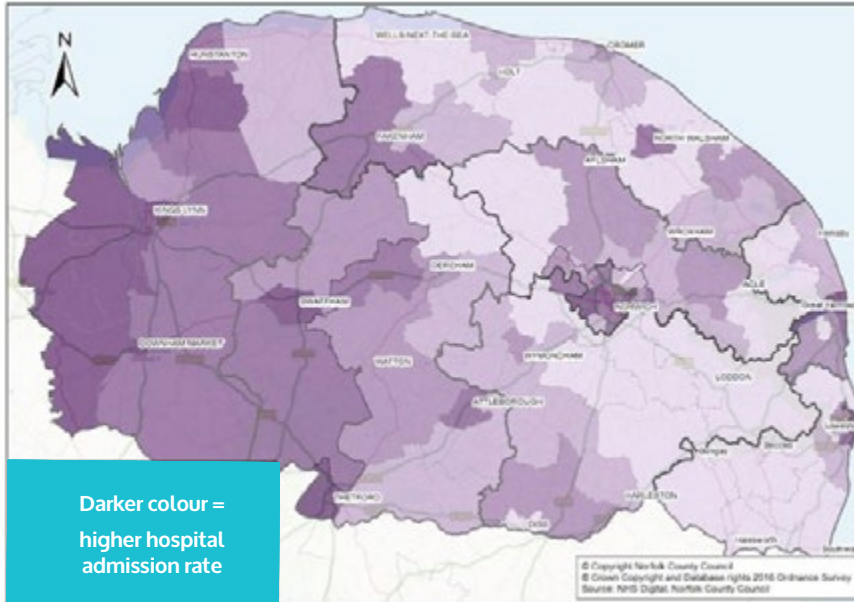 N
WELLS-NEXT-THE-SEA
CROMER
HUNSTANTON
HOLT
FAKENHAM
NORTH WALSHAM
AYLSHAM
KINGS LYNN
WROXHAM
DEREHAM
ACLE
SWAFFHAM
NORWICH
DOWNHAM MARKET
WYMONDHAM
WATTON
LODDON
ATTLEBOROUGH
Beccles
THETFORD
HARLESTON
DISS
Halesworth
Darker colour =
higher hospital
admission rate
© Copyright Norfolk County Council
© Crown Copyright and Database rights 2016 Ordnance Survey
Source: NHS Digital, Norfolk County Council